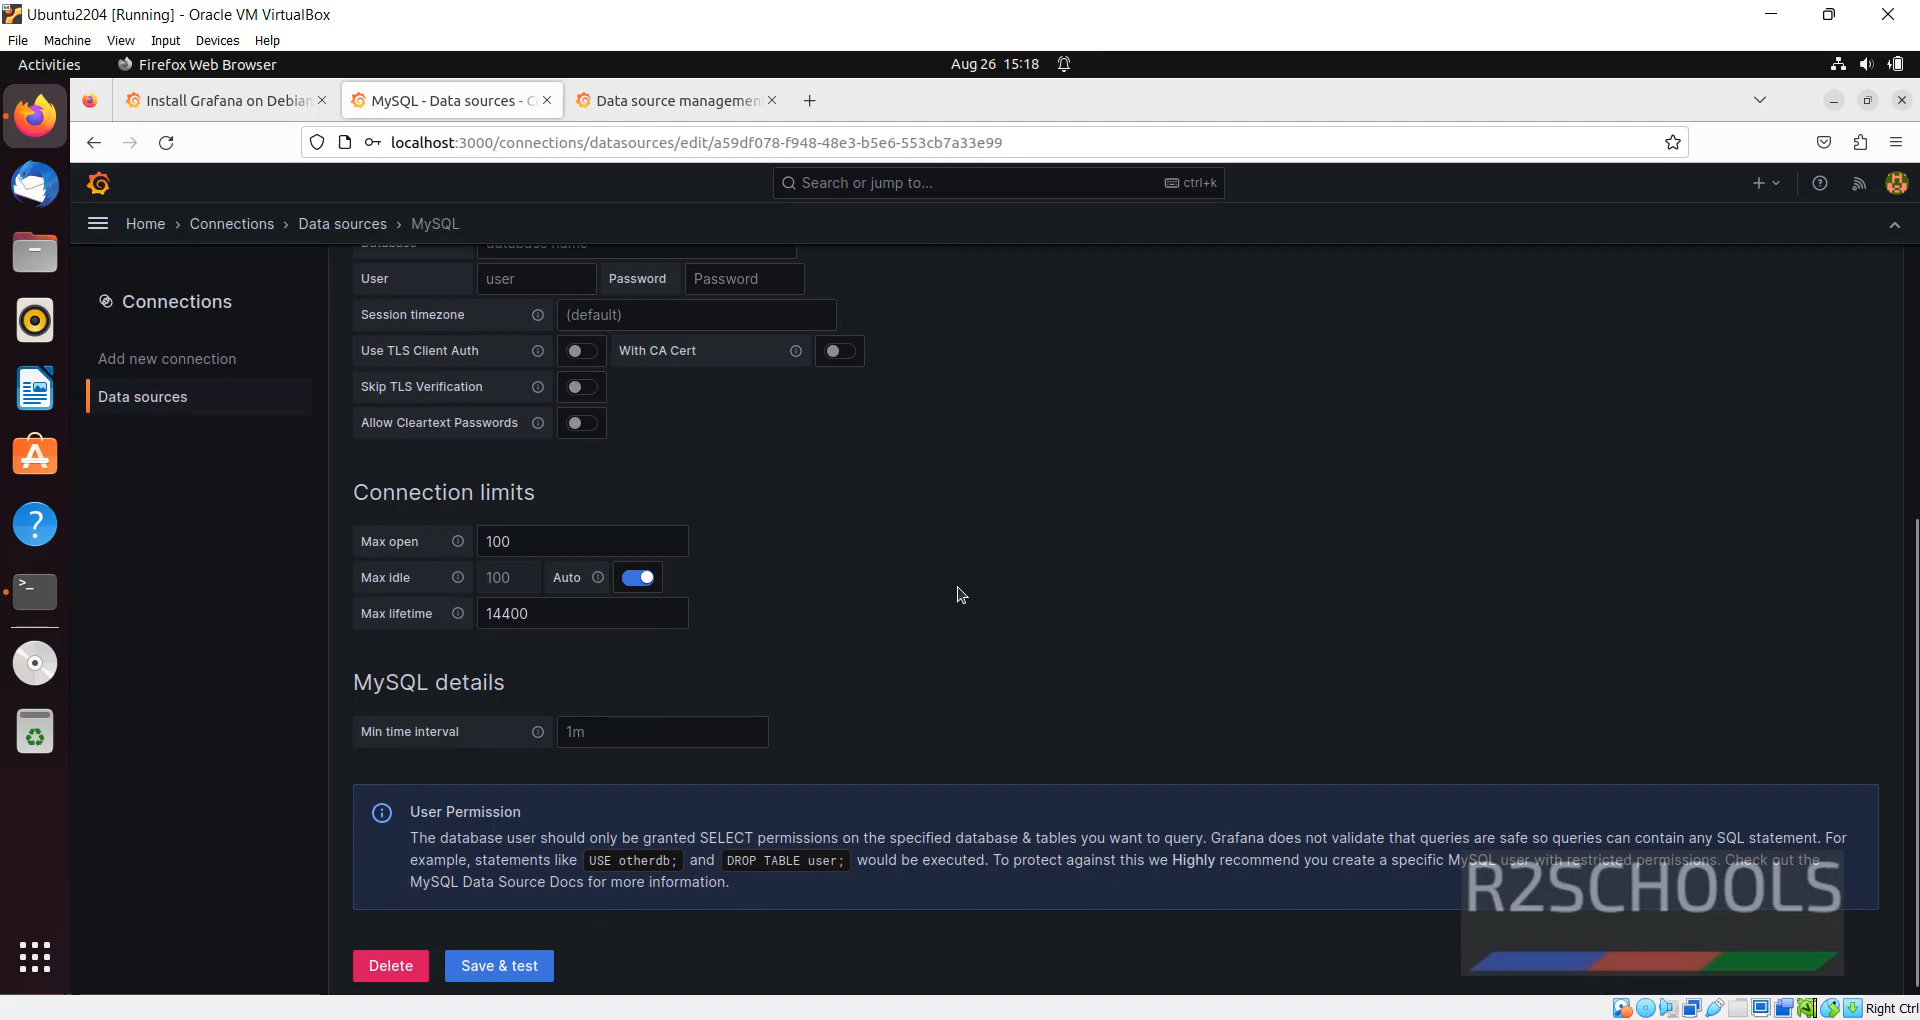 Ubuntu2204 [Running] - Oracle VM VirtualBox
File Machine View Input Devices Help
Activities Firefox Web Browser Aug 26 15:18
Install Grafana on Debian MySQL - Data sources - C Data source managemen
localhost:3000/connections/datasources/edit/a59df078-f948-48e3-b5e6-553cb7a33e99
Search or jump to... ctrl+k
Home › Connections › Data sources › MySQL
Database database name
User user Password Password
Connections
Session timezone (default)
Use TLS Client Auth With CA Cert
Add new connection
Skip TLS Verification
Data sources
Allow Cleartext Passwords
Connection limits
Max open 100
Max idle 100 Auto
Max lifetime 14400
MySQL details
Min time interval 1m
User Permission
The database user should only be granted SELECT permissions on the specified database & tables you want to query. Grafana does not validate that queries are safe so queries can contain any SQL statement. For
example, statements like USE otherdb; and DROP TABLE user; would be executed. To protect against this we Highly recommend you create a specific MySQL user with restricted permissions. Check out the
MySQL Data Source Docs for more information.
R2SCHOOLS
Delete Save & test
Right Ctrl